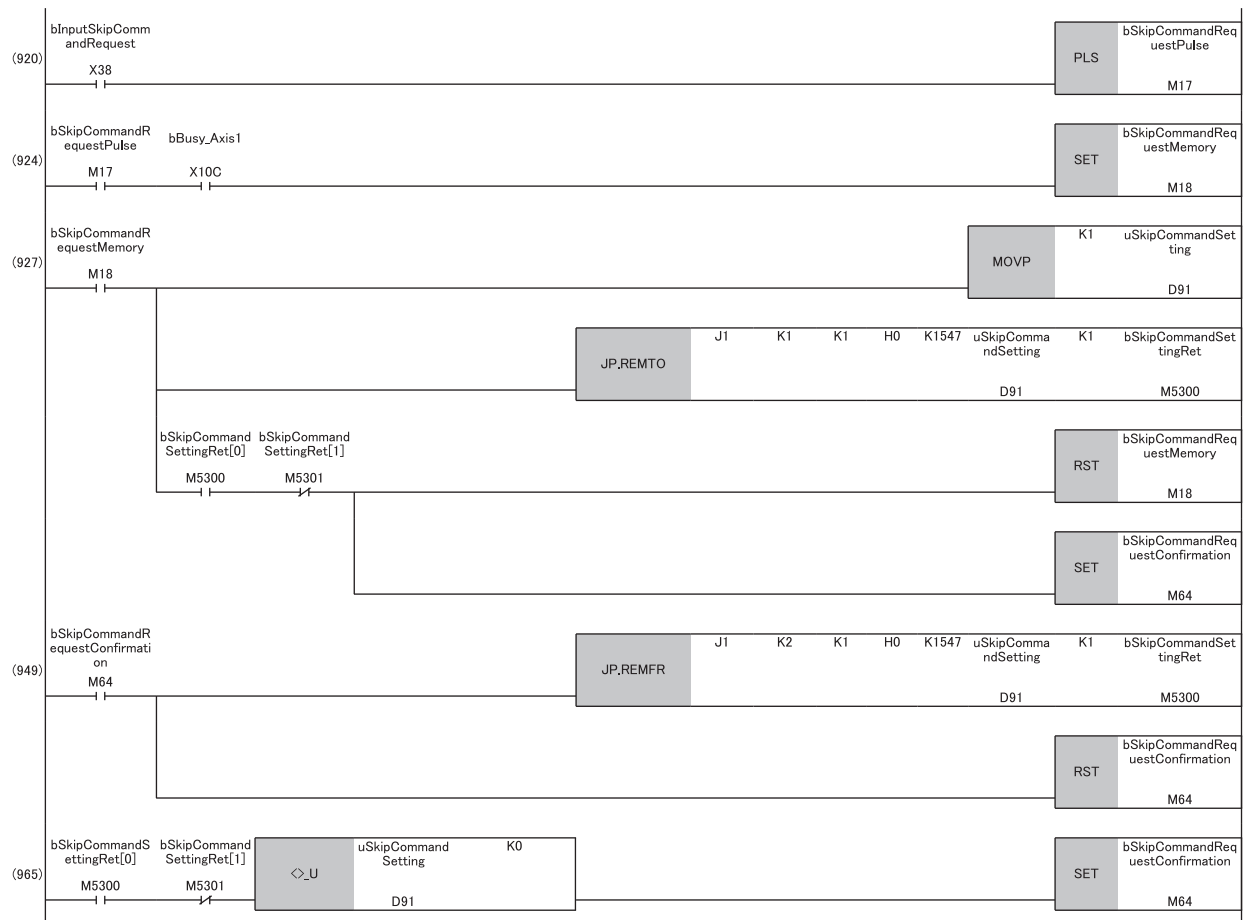 bInputSkipComm
andRequest
(920)
X38
PLS
bSkipCommandReq
uestPulse
M17
bSkipCommandR
equestPulse
bBusy_Axis1
(924)
M17
X10C
SET
bSkipCommandReq
uestMemory
M18
bSkipCommandR
equestMemory
(927)
M18
MOVP
K1
uSkipCommandSet
ting
D91
JP.REMTO
J1 K1 K1 H0 K1547
uSkipComma
ndSetting
D91
K1
bSkipCommandSet
tingRet
M5300
bSkipCommand
SettingRet[0]
M5300
bSkipCommand
SettingRet[1]
M5301
RST
bSkipCommandReq
uestMemory
M18
SET
bSkipCommandReq
uestConfirmation
M64
bSkipCommandR
equestConfirmati
on
(949)
M64
JP.REMFR
J1 K2 K1 H0 K1547
uSkipComma
ndSetting
D91
K1
bSkipCommandSet
tingRet
M5300
RST
bSkipCommandReq
uestConfirmation
M64
bSkipCommandS
ettingRet[0]
(965)
M5300
bSkipCommand
SettingRet[1]
M5301
<>_U
uSkipCommand
Setting
D91
K0
SET
bSkipCommandReq
uestConfirmation
M64